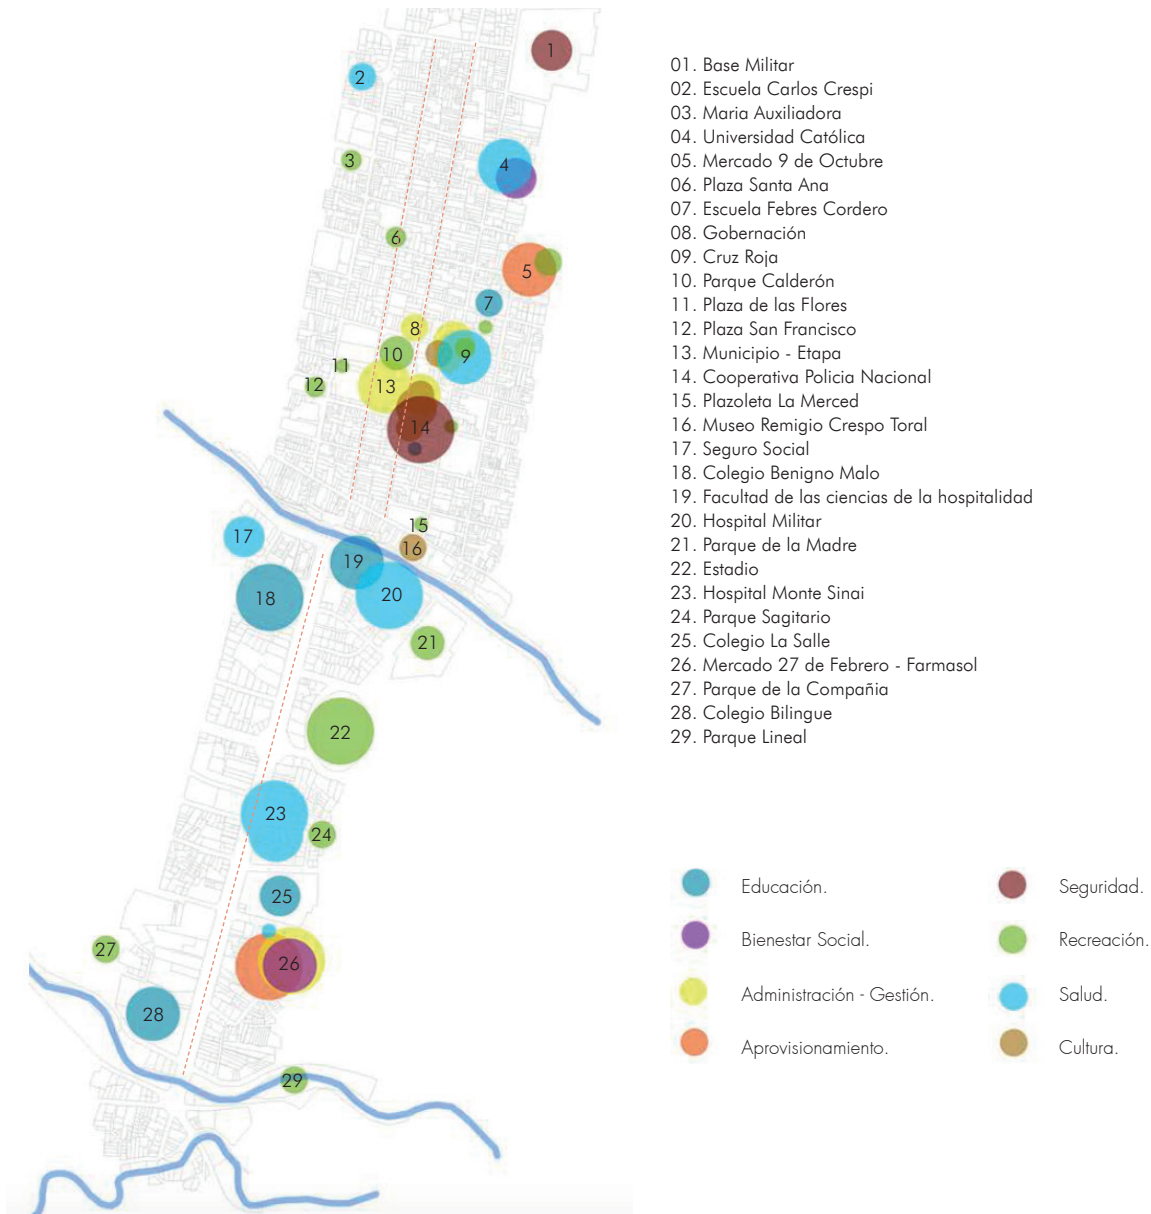 1
2
3
4
5
6
7
8
9
10
11
12
13
14
15
16
17
18
19
20
21
22
23
24
25
26
27
28
29
01. Base Militar
02. Escuela Carlos Crespi
03. Maria Auxiliadora
04. Universidad Católica
05. Mercado 9 de Octubre
06. Plaza Santa Ana
07. Escuela Febres Cordero
08. Gobernación
09. Cruz Roja
10. Parque Calderón
11. Plaza de las Flores
12. Plaza San Francisco
13. Municipio - Etapa
14. Cooperativa Policia Nacional
15. Plazoleta La Merced
16. Museo Remigio Crespo Toral
17. Seguro Social
18. Colegio Benigno Malo
19. Facultad de las ciencias de la hospitalidad
20. Hospital Militar
21. Parque de la Madre
22. Estadio
23. Hospital Monte Sinai
24. Parque Sagitario
25. Colegio La Salle
26. Mercado 27 de Febrero - Farmasol
27. Parque de la Compañia
28. Colegio Bilingue
29. Parque Lineal
Educación.
Bienestar Social.
Administración - Gestión.
Aprovisionamiento.
Seguridad.
Recreación.
Salud.
Cultura.